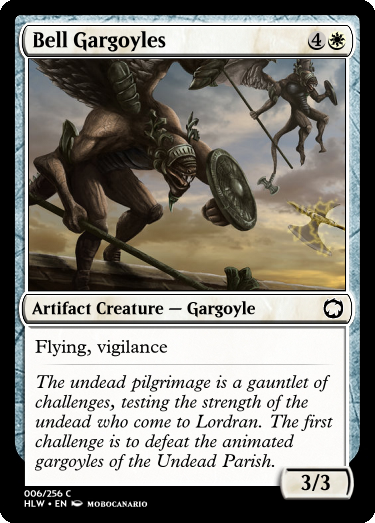 Bell Gargoyles 4
Artifact Creature — Gargoyle
Flying, vigilance
The undead pilgrimage is a gauntlet of
challenges, testing the strength of the
undead who come to Lordran. The first
challenge is to defeat the animated
gargoyles of the Undead Parish.
3/3
006/256 C
HLW • EN MOBOCANARIO